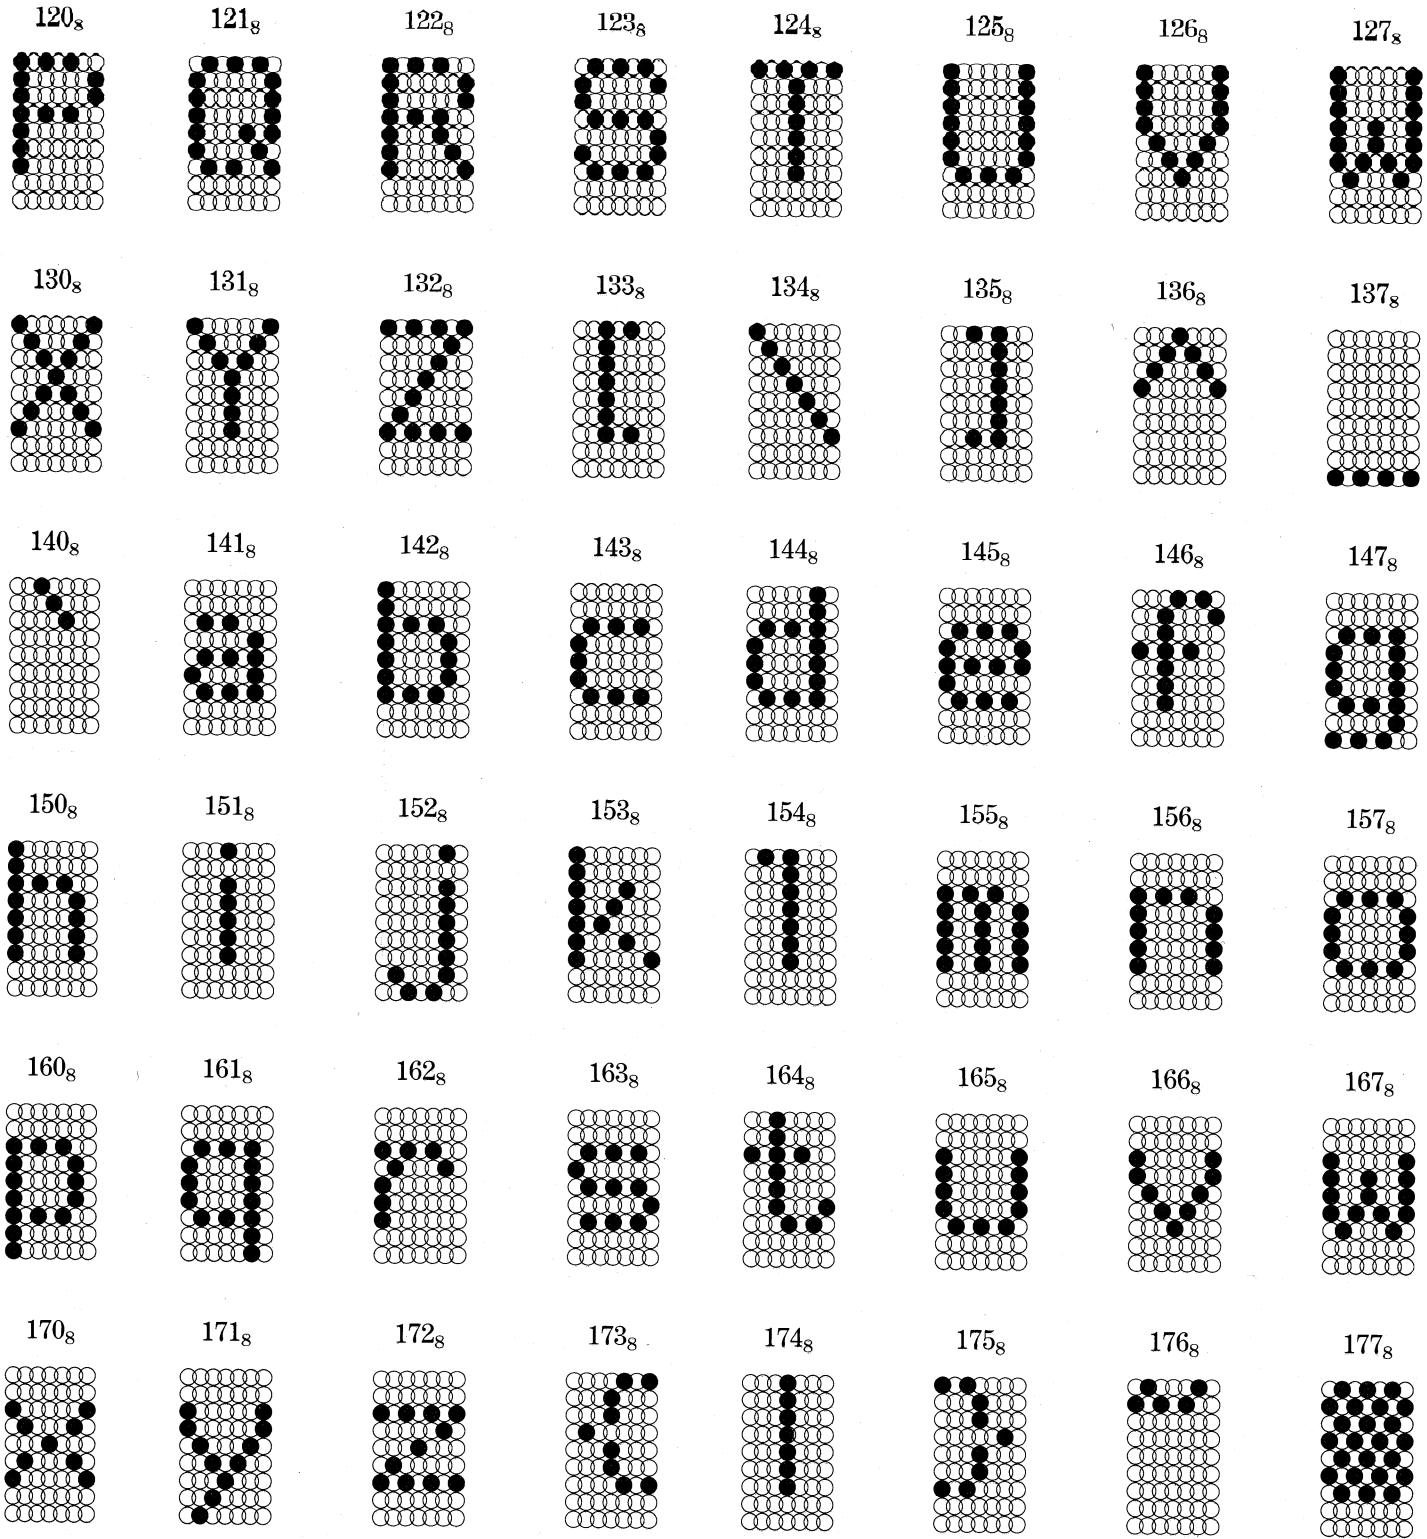 120₈ 121₈ 122₈ 123₈ 124₈ 125₈ 126₈ 127₈
P Q R S T U V W
130₈ 131₈ 132₈ 133₈ 134₈ 135₈ 136₈ 137₈
X Y Z [ \ ] ^ _
140₈ 141₈ 142₈ 143₈ 144₈ 145₈ 146₈ 147₈
` a b c d e f g
150₈ 151₈ 152₈ 153₈ 154₈ 155₈ 156₈ 157₈
h i j k l m n o
160₈ 161₈ 162₈ 163₈ 164₈ 165₈ 166₈ 167₈
p q r s t u v w
170₈ 171₈ 172₈ 173₈ 174₈ 175₈ 176₈ 177₈
x y z { | } ~